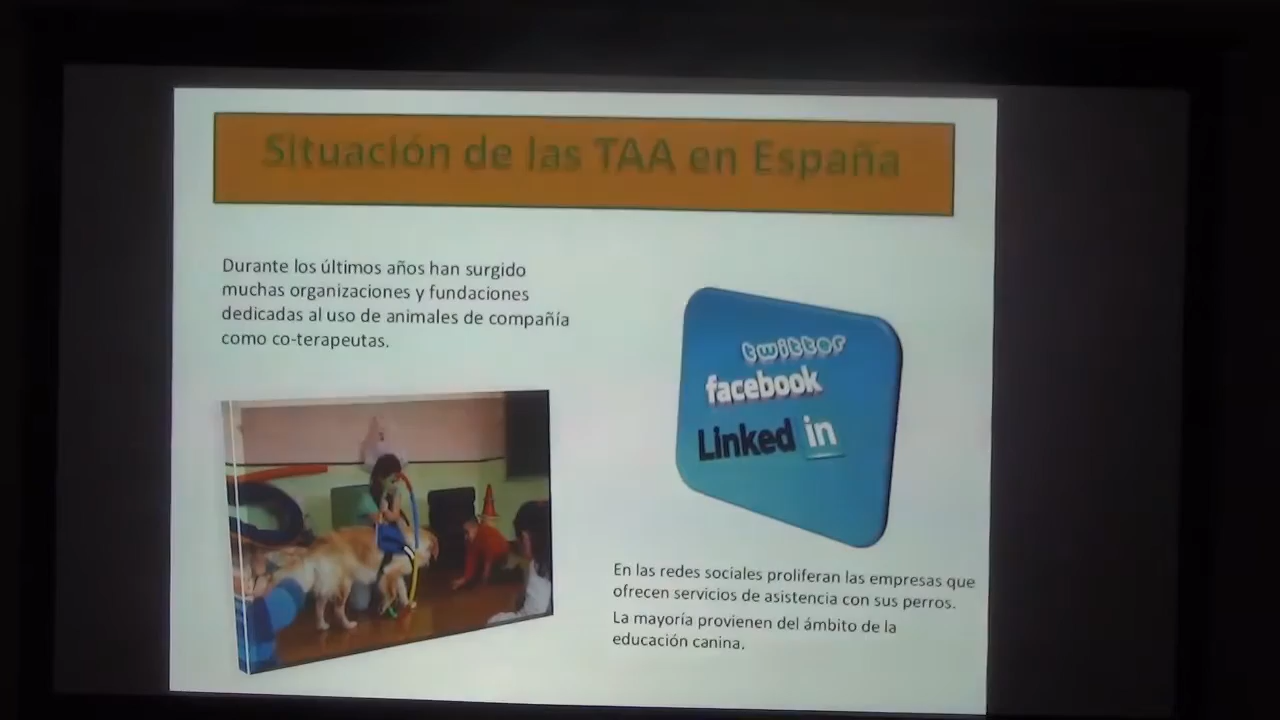 Situación de las TAA en España
Durante los últimos años han surgido
muchas organizaciones y fundaciones
dedicadas al uso de animales de compañía
como co-terapeutas.
twitter
facebook
Linked in
En las redes sociales proliferan las empresas que
ofrecen servicios de asistencia con sus perros.
La mayoría provienen del ámbito de la
educación canina.